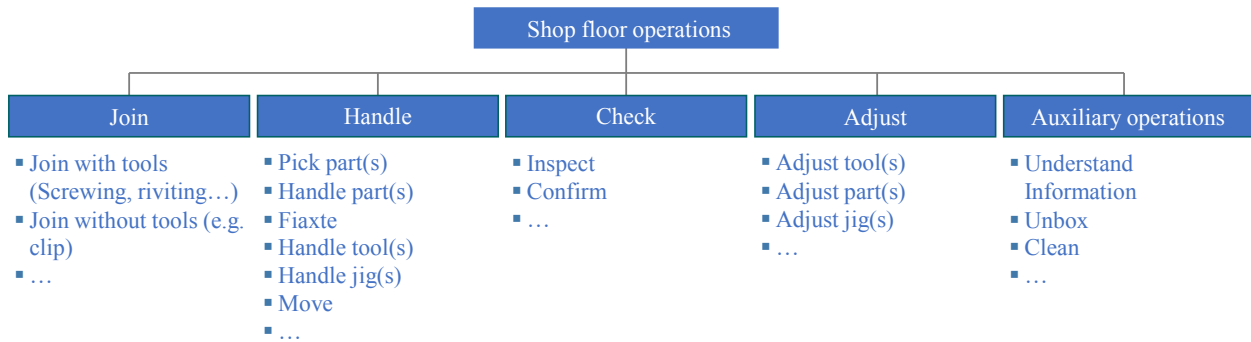 Shop floor operations
Join
▪ Join with tools
(Screwing, riviting…)
▪ Join without tools (e.g.
clip)
▪ …
Handle
▪ Pick part(s)
▪ Handle part(s)
▪ Fiaxte
▪ Handle tool(s)
▪ Handle jig(s)
▪ Move
▪ …
Check
▪ Inspect
▪ Confirm
▪ …
Adjust
▪ Adjust tool(s)
▪ Adjust part(s)
▪ Adjust jig(s)
▪ …
Auxiliary operations
▪ Understand
Information
▪ Unbox
▪ Clean
▪ …